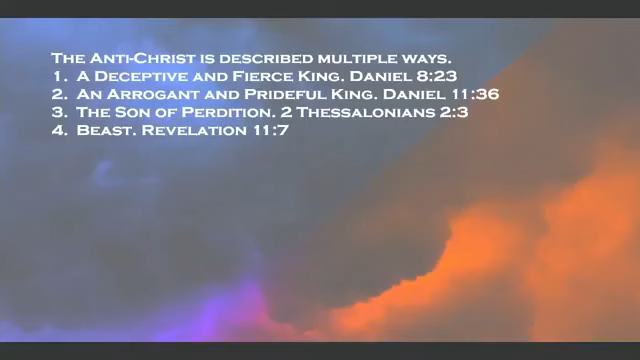 The Anti-Christ is described multiple ways.
1. A Deceptive and Fierce King. Daniel 8:23
2. An Arrogant and Prideful King. Daniel 11:36
3. The Son of Perdition. 2 Thessalonians 2:3
4. Beast. Revelation 11:7